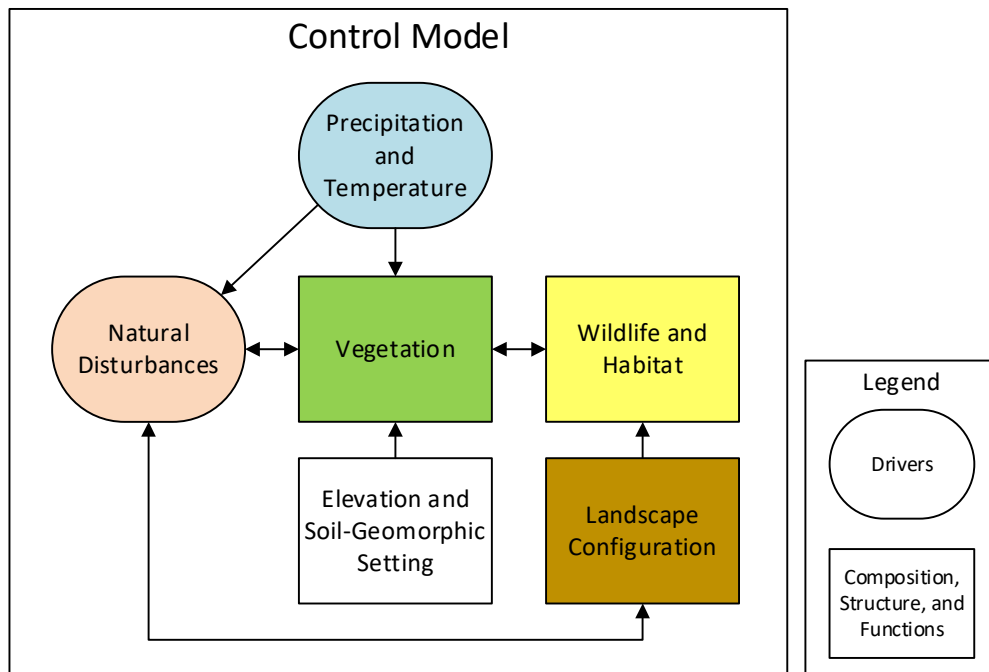 Control Model
Precipitation
and
Temperature
Natural
Disturbances
Vegetation
Wildlife and
Habitat
Elevation and
Soil-Geomorphic
Setting
Landscape
Configuration
Legend
Drivers
Composition,
Structure, and
Functions